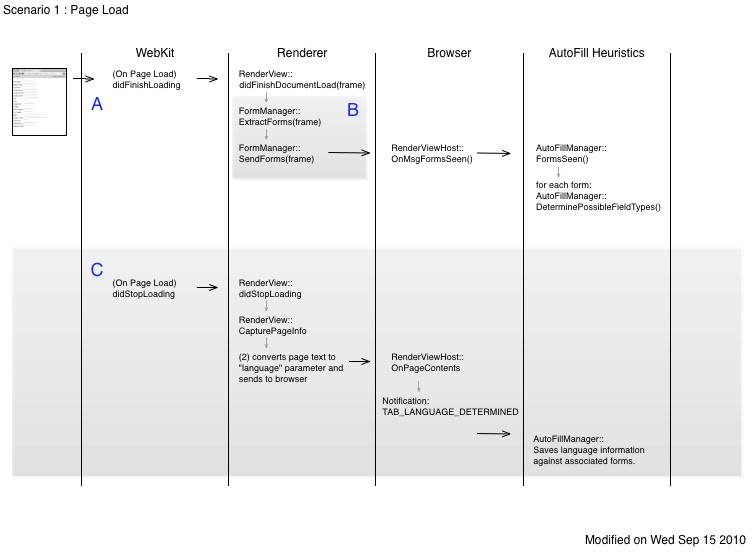 Scenario 1 : Page Load
WebKit
Renderer
Browser
AutoFill Heuristics
(On Page Load)
didFinishLoading
A
RenderView::
didFinishDocumentLoad(frame)
B
FormManager::
ExtractForms(frame)
FormManager::
SendForms(frame)
RenderViewHost::
OnMsgFormsSeen()
AutoFillManager::
FormsSeen()
for each form:
AutoFillManager::
DeterminePossibleFieldTypes()
C
(On Page Load)
didStopLoading
RenderView::
didStopLoading
RenderView::
CapturePageInfo
(2) converts page text to
"language" parameter and
sends to browser
RenderViewHost::
OnPageContents
Notification:
TAB_LANGUAGE_DETERMINED
AutoFillManager::
Saves language information
against associated forms.
Modified on Wed Sep 15 2010